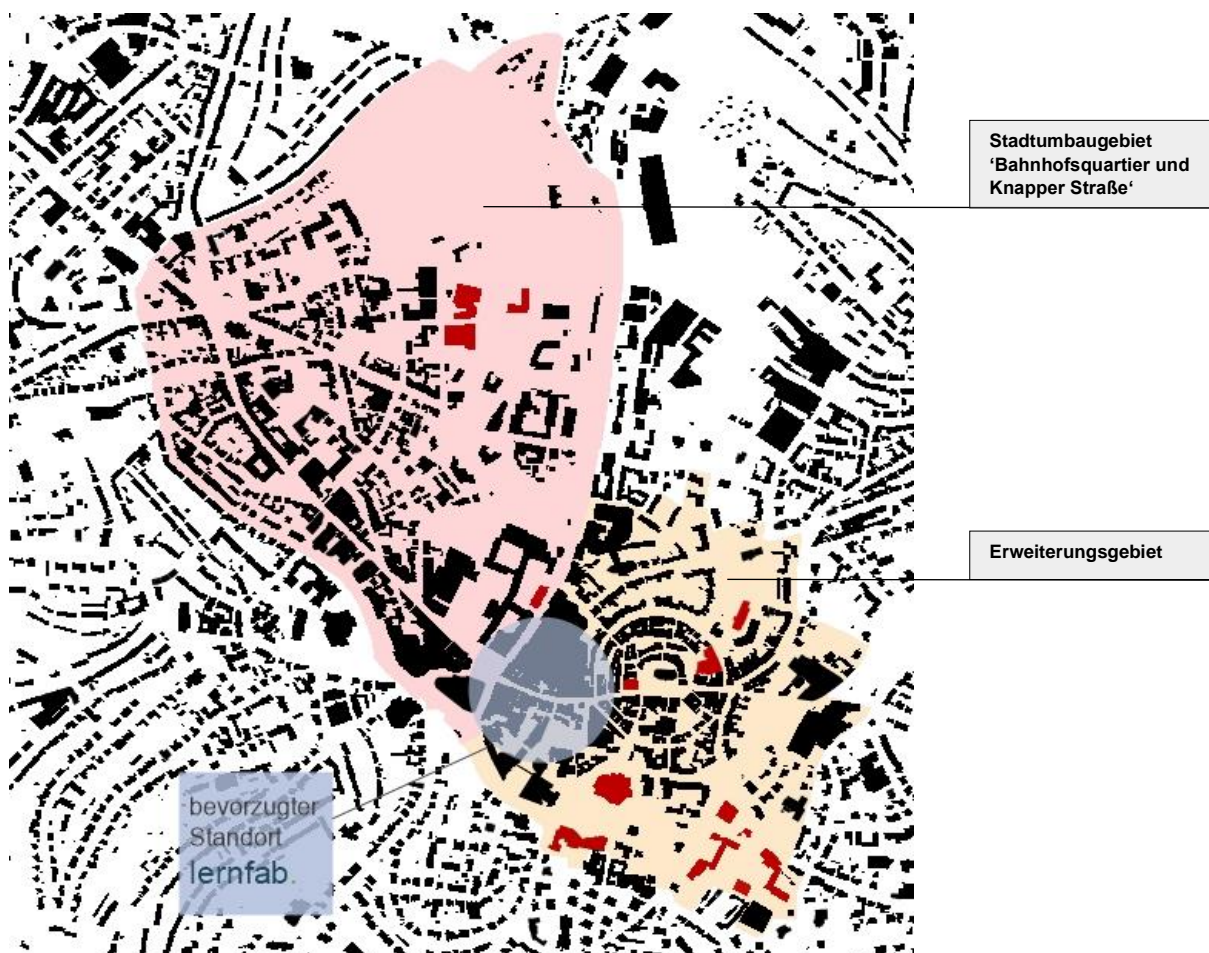 Stadtumbaugebiet
‘Bahnhofsquartier und
Knapper Straße‘
Erweiterungsgebiet
bevorzugter
Standort
lernfab.